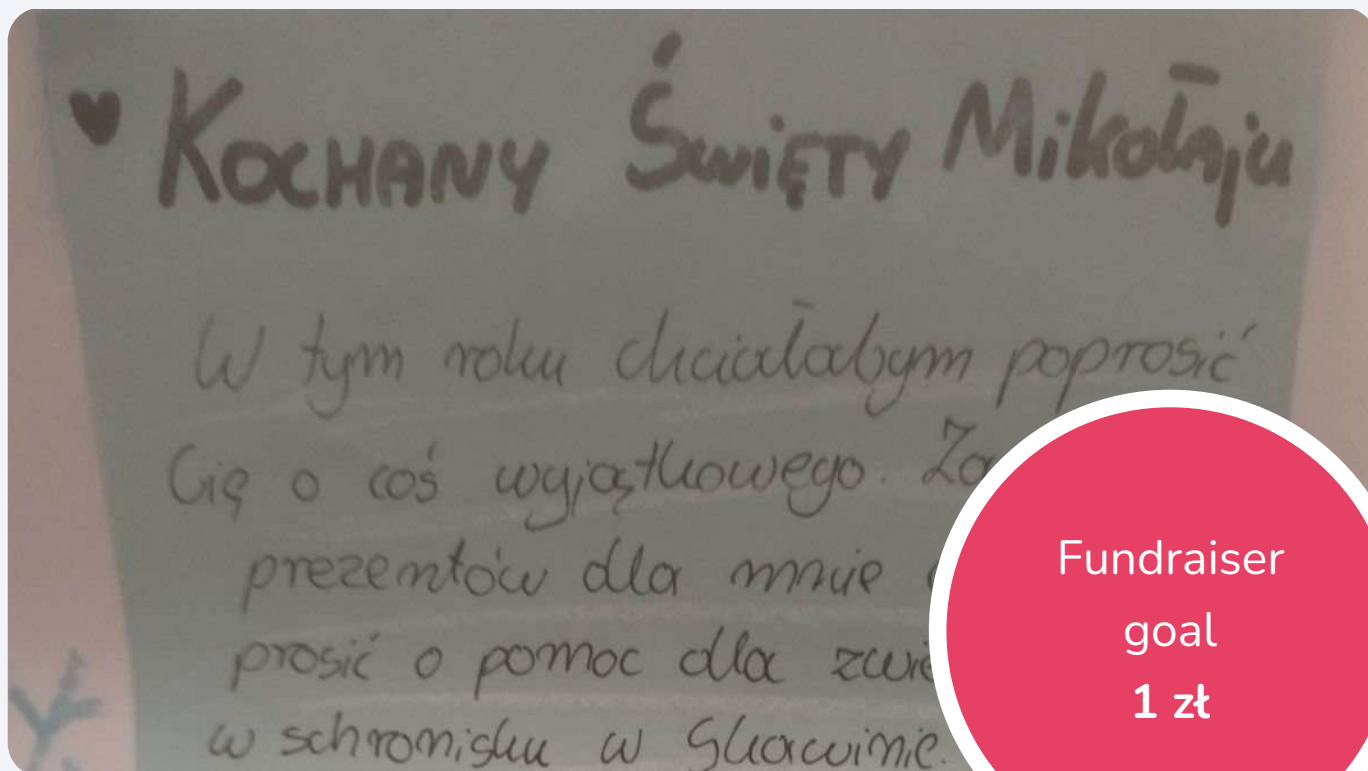 KOCHANY ŚWIĘTY Mikołaju
W tym roku chciałabym poprosić
Cię o coś wyjątkowego. Za
prezentów dla mnie
prosić o pomoc dla zwie
w schronisku w Skawinie.
Fundraiser
goal
1 zł